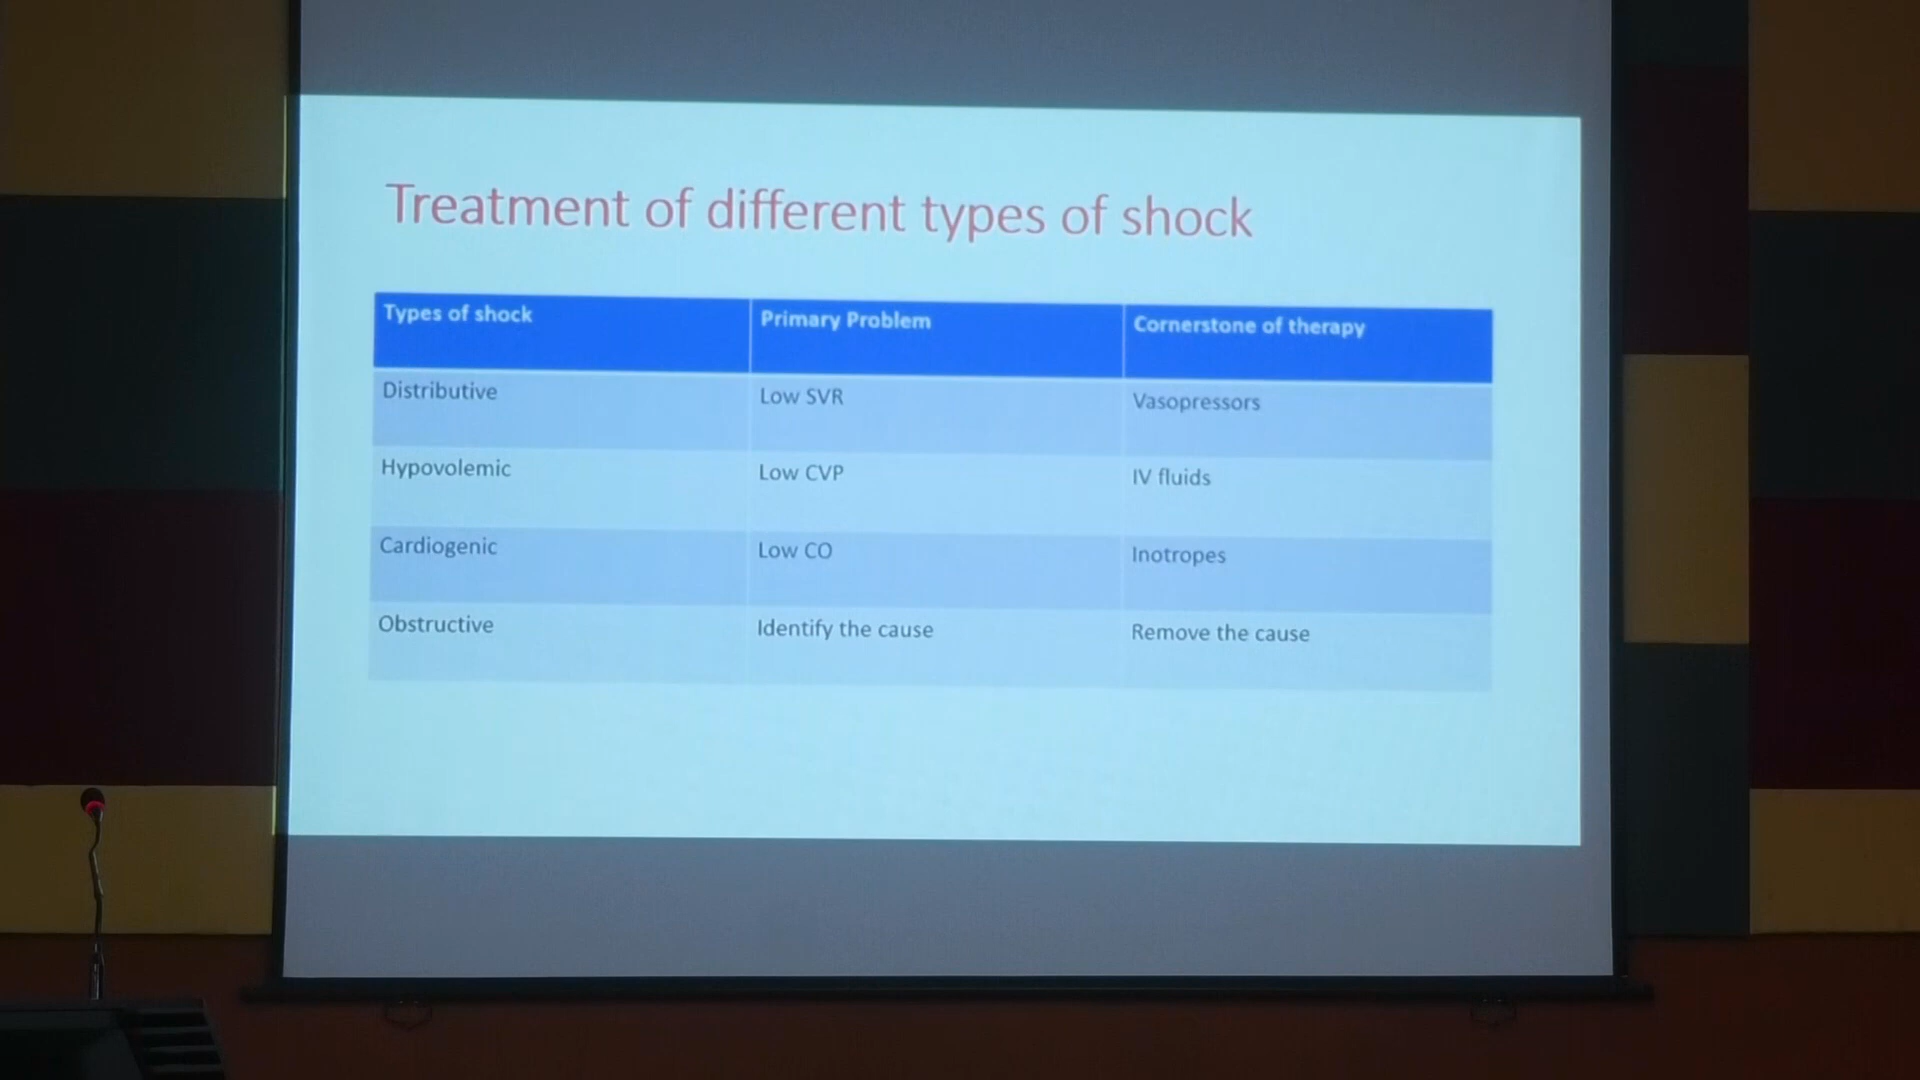 Treatment of different types of shock
Types of shock Primary Problem Cornerstone of therapy
Distributive Low SVR Vasopressors
Hypovolemic Low CVP IV fluids
Cardiogenic Low CO Inotropes
Obstructive Identify the cause Remove the cause